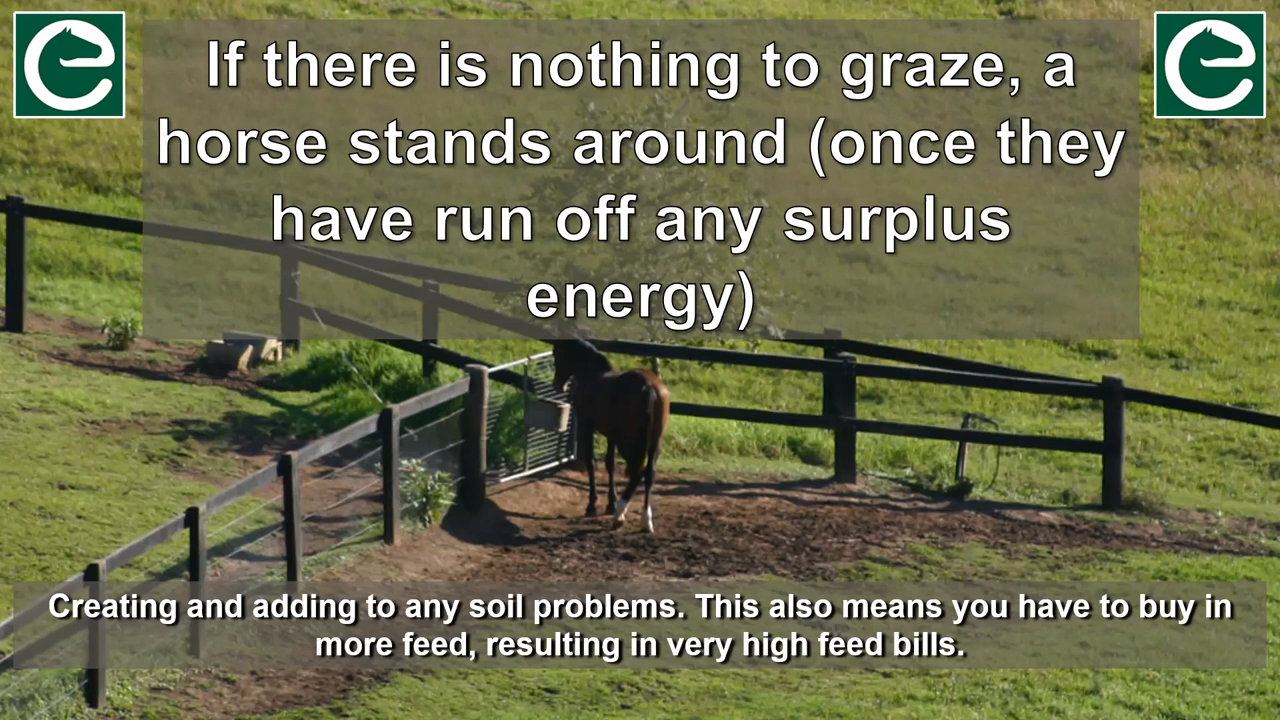 If there is nothing to graze, a
horse stands around (once they
have run off any surplus
energy)
Creating and adding to any soil problems. This also means you have to buy in
more feed, resulting in very high feed bills.